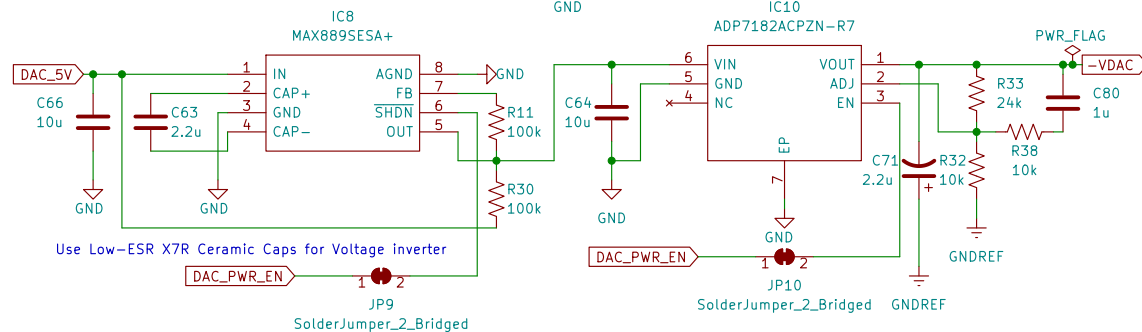 GND
IC8
MAX889SESA+
IC10
ADP7182ACPZN-R7
PWR_FLAG
DAC_5V
1 IN
2 CAP+
3 GND
4 CAP-
AGND 8
FB 7
SHDN 6
OUT 5
GND
C66
10u
C63
2.2u
R11
100k
R30
100k
GND
GND
C64
10u
GND
6 VIN
5 GND
4 NC
VOUT 1
ADJ 2
EN 3
EP
7
GND
-VDAC
R33
24k
C80
1u
R38
10k
C71
2.2u
+
R32
10k
GNDREF
GNDREF
Use Low-ESR X7R Ceramic Caps for Voltage inverter
DAC_PWR_EN
1 2
JP9
SolderJumper_2_Bridged
DAC_PWR_EN
1 2
JP10
SolderJumper_2_Bridged